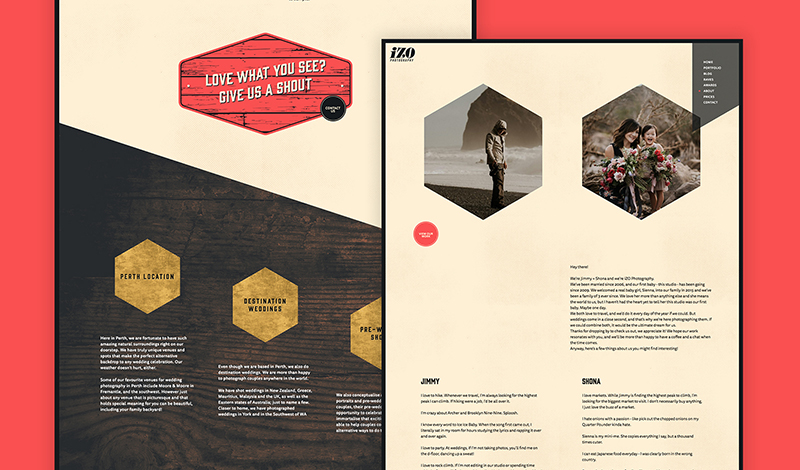 LOVE WHAT YOU SEE?
GIVE US A SHOUT
CONTACT
US
PERTH LOCATION
Here in Perth, we are fortunate to have such
amazing natural surroundings right on our
doorstep. We have truly unique venues and
spots that make the perfect alternative
backdrop to any wedding celebration. Our
weather doesn't hurt, either.
Some of our favourite venues for wedding
photography in Perth include Moore & Moore in
Fremantle, and the southwest. However just
about any venue that is picturesque and that
holds special meaning for you can be beautiful,
including your family backyard!
DESTINATION
WEDDINGS
Even though we are based in Perth, we also do
destination weddings. We are more than happy
to photograph couples anywhere in the world.
We have shot weddings in New Zealand, Greece,
Mauritius, Malaysia and the UK, as well as the
Eastern states of Australia, just to name a few.
Closer to home, we have photographed
weddings in York and in the Southwest of WA
PRE-W
SHO
We also conceptualise
portraits and pre-wed
couples, their pre-wed
opportunity to celebra
immortalise that exciti
able to help couples co
alternative ways to do t
iZO
PHOTOGRAPHY
HOME
PORTFOLIO
BLOG
BABES
AWARDS
ABOUT
PRICES
CONTACT
VIEW OUR
WORK
Hey there!
We're Jimmy + Shona and we're iZO Photography.
We've been married since 2006, and our first baby - this studio - has been going
since 2009. We welcomed a real baby girl, Sienna, into our family in 2013 and we've
been a family of 3 ever since. We love her more than anything else and she means
the world to us, but I haven't had the heart yet to tell her this studio was our first
baby. Maybe one day.
We both love to travel, and we'd do it every day of the year if we could. But
weddings come in a close second, and that's why we're here photographing them. If
we could combine both, it would be the ultimate dream for us.
Thanks for dropping by to check us out, we appreciate it! We hope our work
resonates with you, and we'll be more than happy to have a coffee and a chat when
the time comes.
Anyway, here's a few things about us you might find interesting!
JIMMY
I love to hike. Whenever we travel, I'm always looking for the highest
peak I can climb. If hiking were a job, I'd be all over it.
I'm crazy about Archer and Brooklyn Nine-Nine. Sploosh.
I know every word to Ice Ice Baby. When the song first came out, I
literally sat in my room for hours studying the lyrics and rapping it over
and over again.
I love to party. At weddings, if I'm not taking photos, you'll find me on
the d-floor, dancing up a sweat!
I love to rock climb. If I'm not editing in our studio or spending time
SHONA
I love markets. While Jimmy's finding the highest peak to climb, I'm
looking for the biggest market to visit. I don't necessarily buy anything,
I just love the buzz of a market.
I hate onions with a passion - like pick out the chopped onions on my
Quarter Pounder kinda hate.
Sienna is my mini me. She copies everything I say, but a thousand
times cuter.
I can eat Japanese food everyday - I was clearly born in the wrong
country.